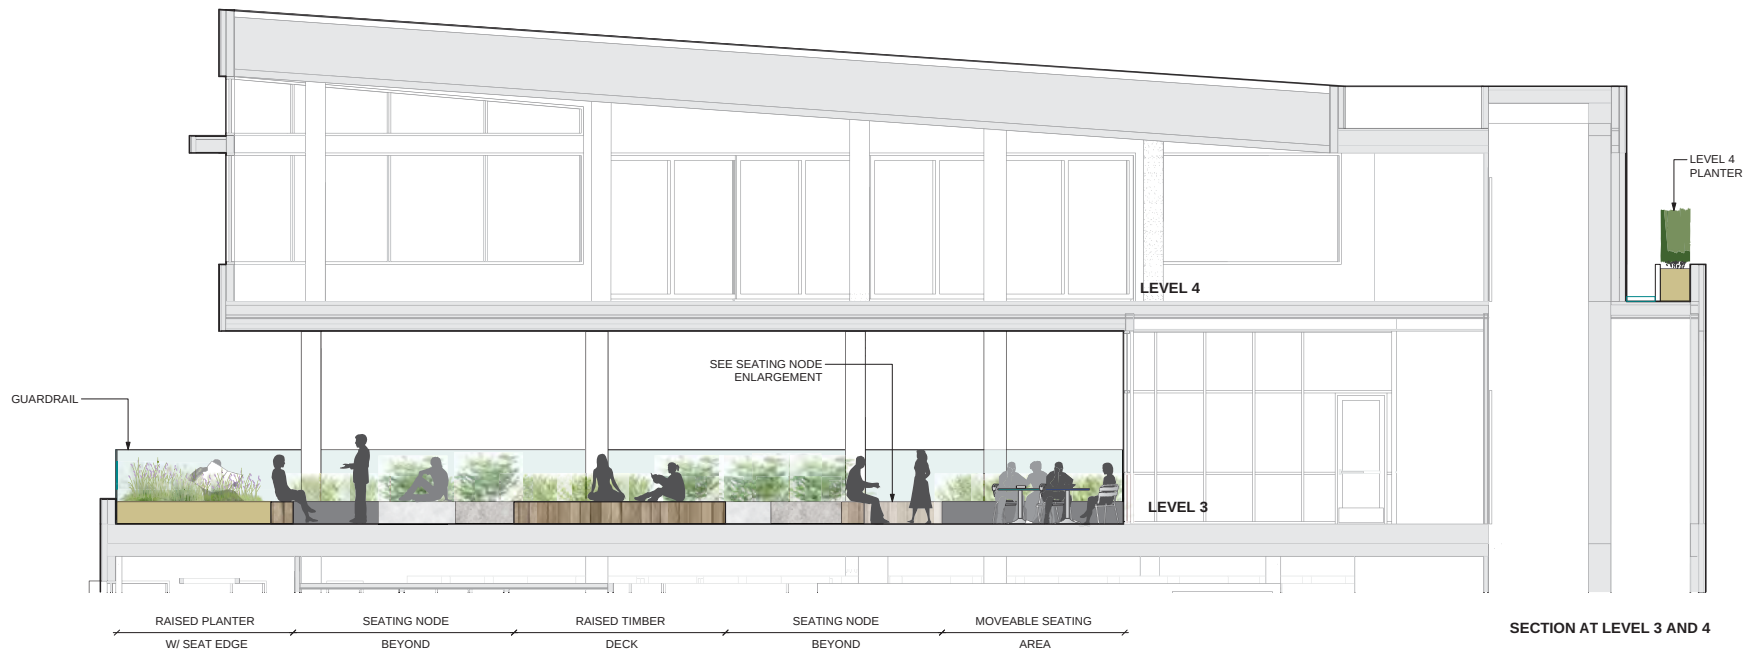 LEVEL 4
PLANTER
LEVEL 4
SEE SEATING NODE
ENLARGEMENT
GUARDRAIL
LEVEL 3
RAISED PLANTER
W/ SEAT EDGE
SEATING NODE
BEYOND
RAISED TIMBER
DECK
SEATING NODE
BEYOND
MOVEABLE SEATING
AREA
SECTION AT LEVEL 3 AND 4